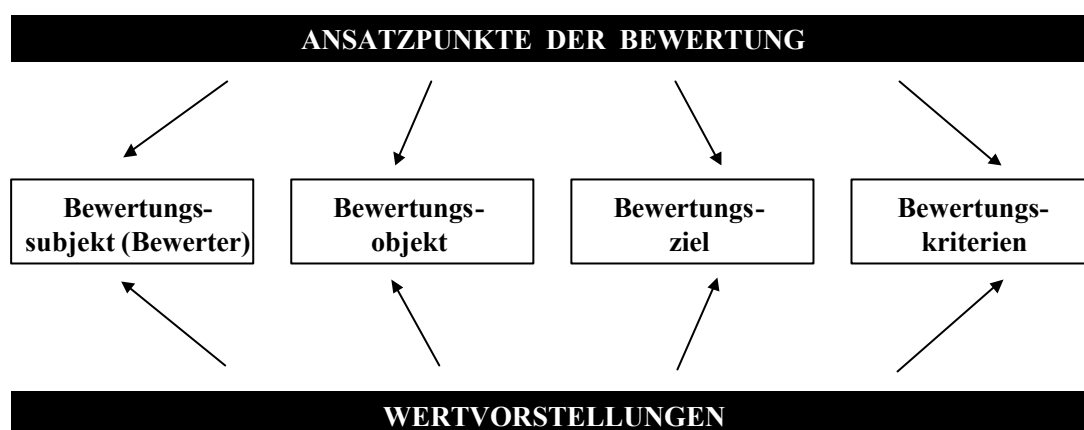 ANSATZPUNKTE DER BEWERTUNG
Bewertungs-
subjekt (Bewerter)
Bewertungs-
objekt
Bewertungs-
ziel
Bewertungs-
kriterien
WERTVORSTELLUNGEN